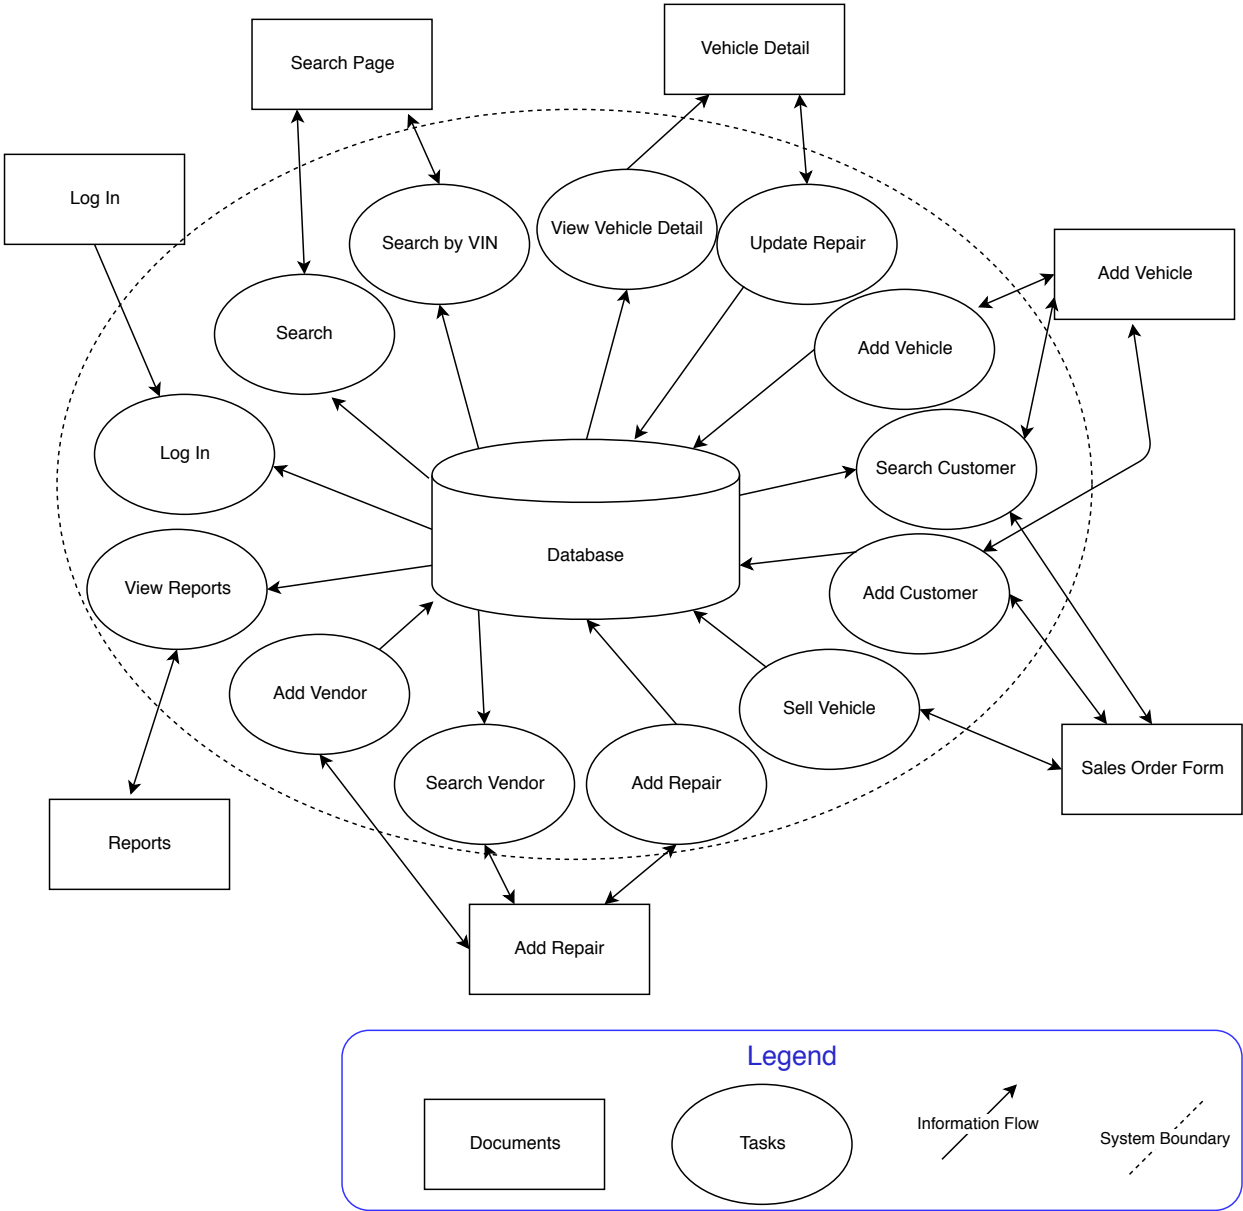 Vehicle Detail
Search Page
Log In
View Vehicle Detail
Search by VIN
Update Repair
Add Vehicle
Search
Add Vehicle
Log In
Search Customer
Database
View Reports
Add Customer
Add Vendor
Sell Vehicle
Search Vendor
Add Repair
Sales Order Form
Reports
Add Repair
Legend
Documents
Tasks
Information Flow
System Boundary